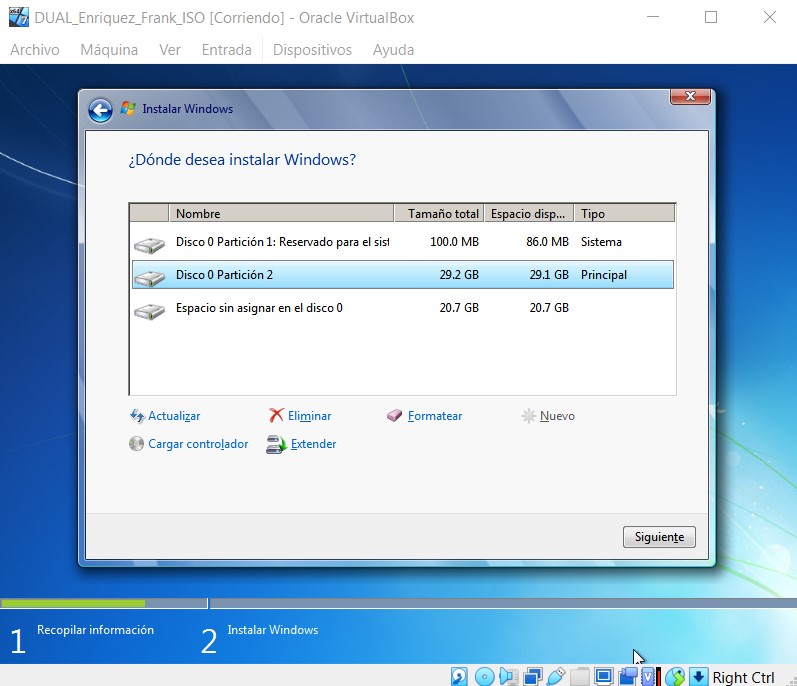 DUAL_Enriquez_Frank_ISO [Corriendo] - Oracle VirtualBox
Archivo Máquina Ver Entrada Dispositivos Ayuda
Instalar Windows
¿Dónde desea instalar Windows?
Nombre Tamaño total Espacio disp... Tipo
Disco 0 Partición 1: Reservado para el sist 100.0 MB 86.0 MB Sistema
Disco 0 Partición 2 29.2 GB 29.1 GB Principal
Espacio sin asignar en el disco 0 20.7 GB 20.7 GB
Actualizar Eliminar Formatear Nuevo
Cargar controlador Extender
Siguiente
1 Recopilar información 2 Instalar Windows
Right Ctrl